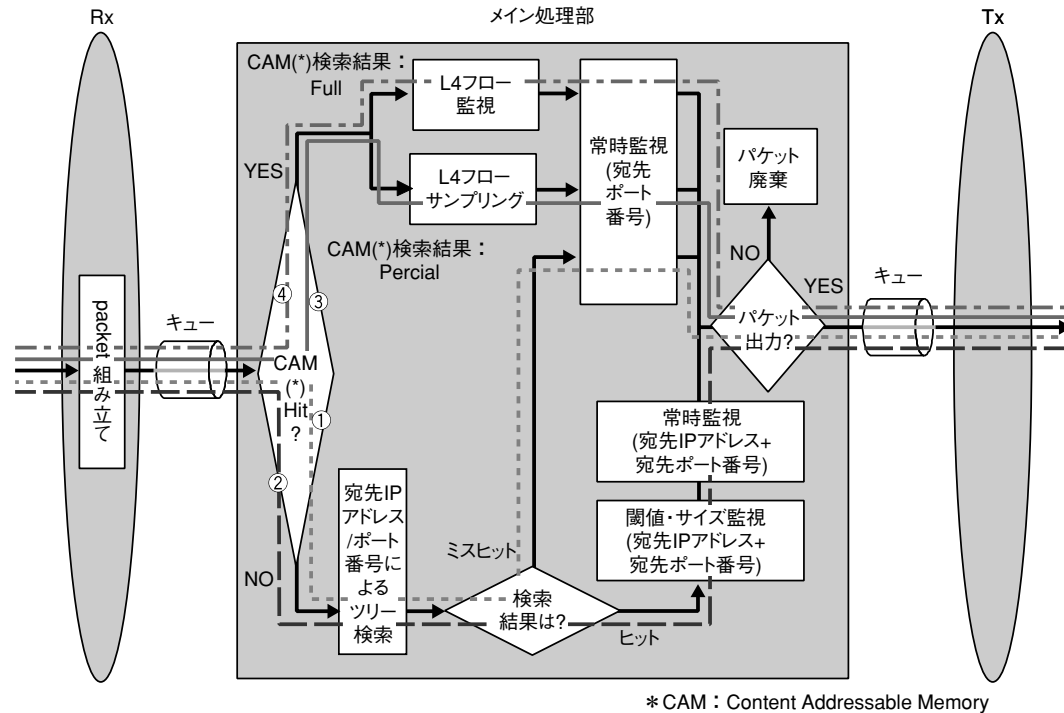 Rx
メイン処理部
Tx
CAM(*)検索結果：
Full
L4フロー
監視
常時監視
(宛先
ポート
番号)
パケット
廃棄
YES
L4フロー
サンプリング
CAM(*)検索結果：
Percial
NO
YES
キュー
キュー
packet組み立て
④
③
CAM
(*)
Hit
?
①
②
パケット
出力?
常時監視
(宛先IPアドレス+
宛先ポート番号)
宛先IP
アドレス
/ポート
番号に
よる
ツリー
検索
閾値・サイズ監視
(宛先IPアドレス+
宛先ポート番号)
ミスヒット
NO
検索
結果は?
ヒット
＊CAM：Content Addressable Memory